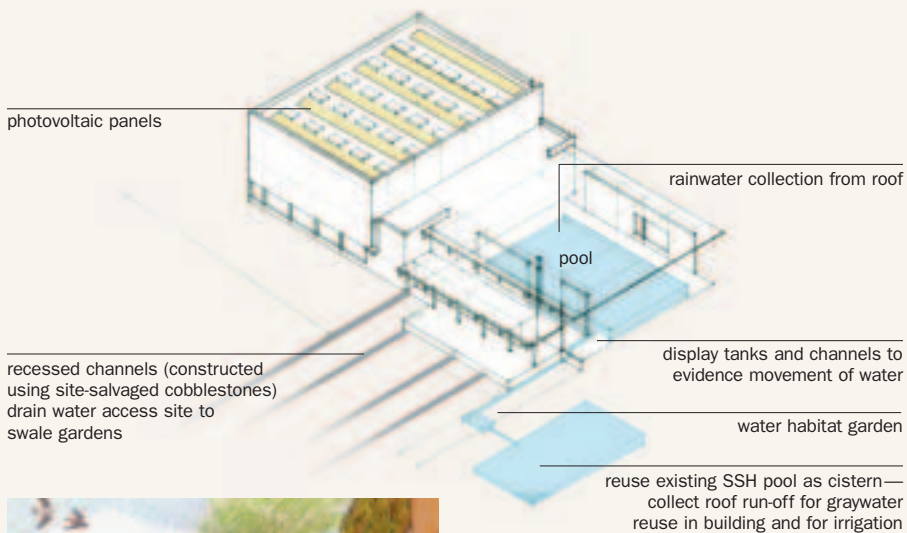 photovoltaic panels
rainwater collection from roof
pool
recessed channels (constructed
using site-salvaged cobblestones)
drain water access site to
swale gardens
display tanks and channels to
evidence movement of water
water habitat garden
reuse existing SSH pool as cistern—
collect roof run-off for graywater
reuse in building and for irrigation